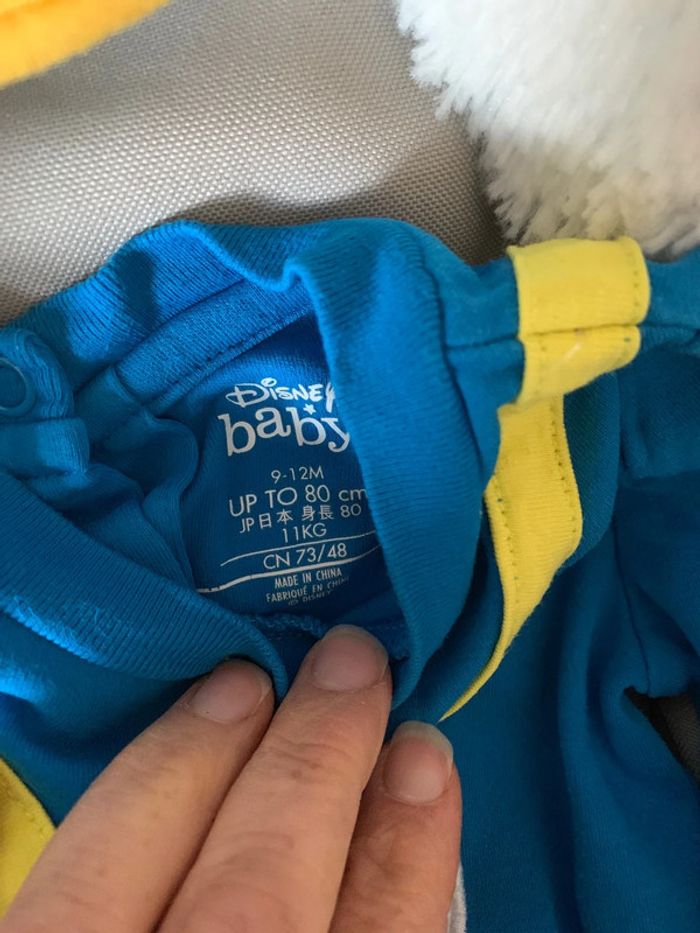 Disney
baby
9-12M
UP TO 80 cm
JP日本 身長 80
11KG
CN 73/48
MADE IN CHINA
FABRIQUÉ EN CHINE
© DISNEY